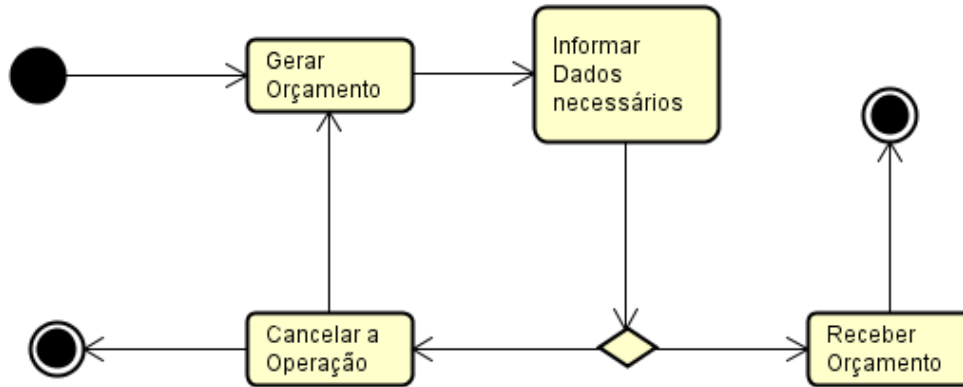 Gerar
Orçamento
Informar
Dados
necessários
Cancelar a
Operação
Receber
Orçamento